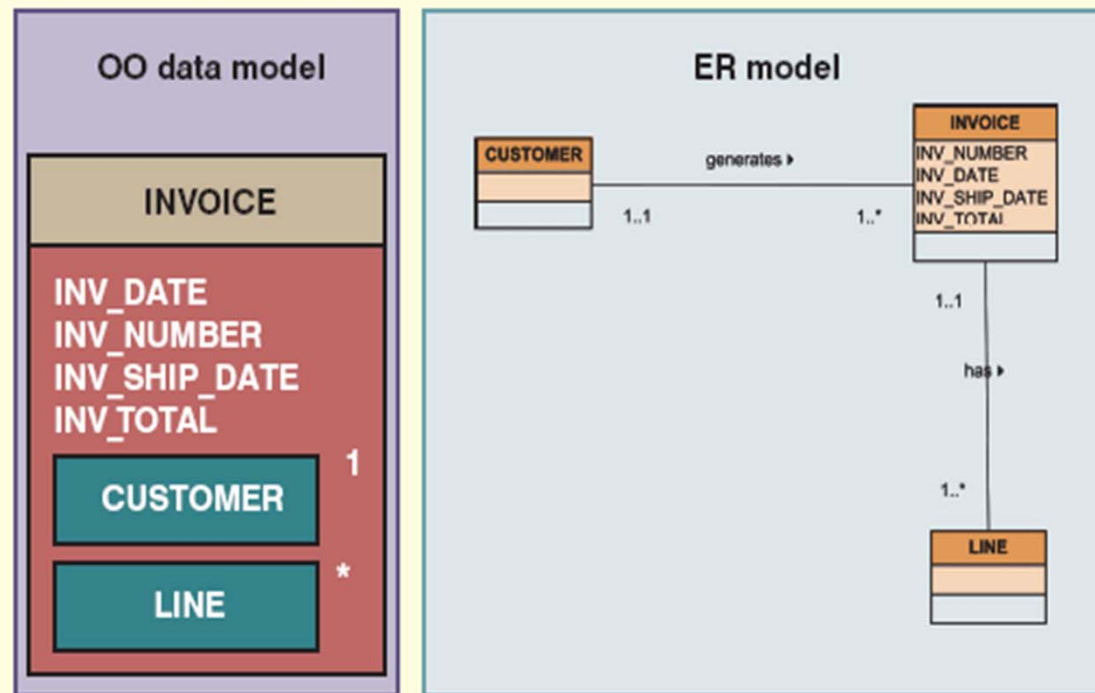 OO data model
INVOICE
INV_DATE
INV_NUMBER
INV_SHIP_DATE
INV_TOTAL
CUSTOMER
1
LINE
*
ER model
CUSTOMER
generates
1..1
1..*
INVOICE
INV_NUMBER
INV_DATE
INV_SHIP_DATE
INV_TOTAL
1..1
has
1..*
LINE